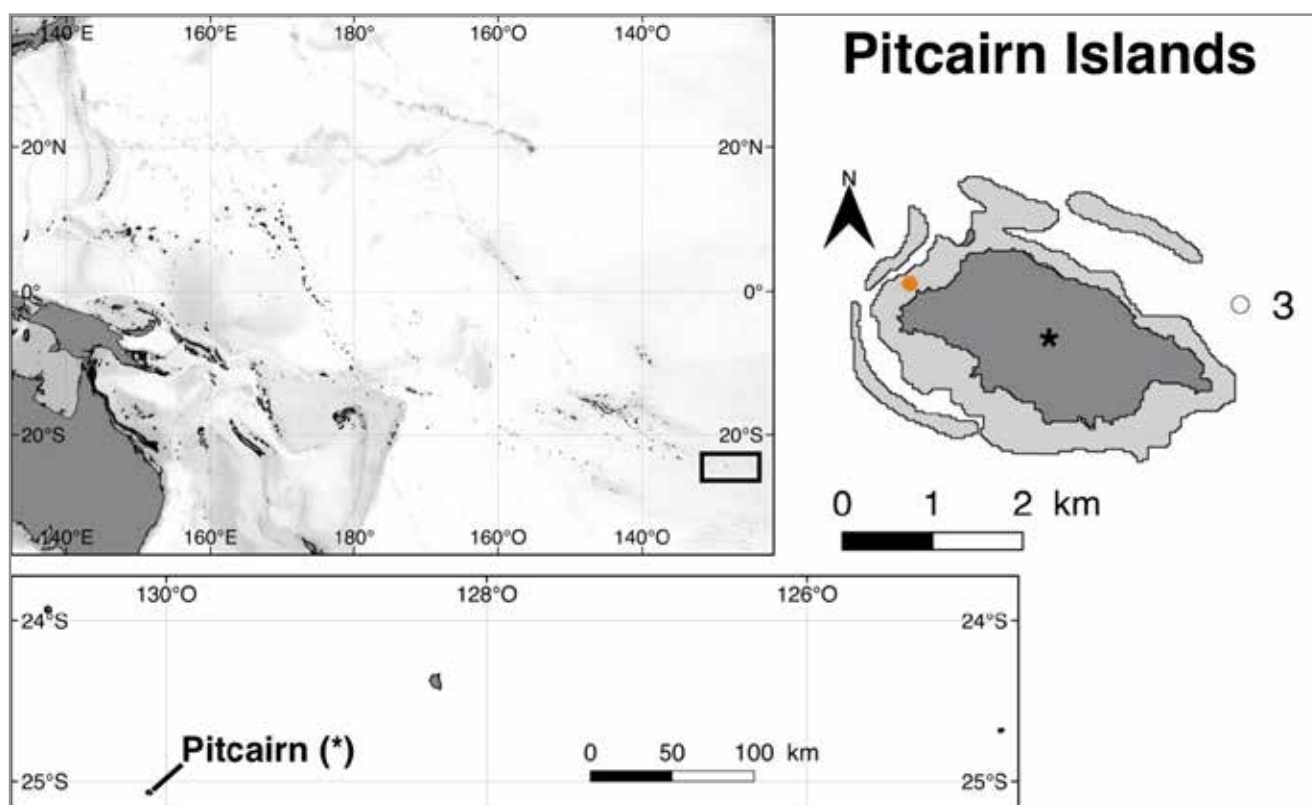 140°E 160°E 180° 160°O 140°O
20°N 20°N
0° 0°
20°S 20°S
140°E 160°E 180° 160°O 140°O
Pitcairn Islands
N
3
*
0 1 2 km
130°O 128°O 126°O
24°S 24°S
Pitcairn (*)
0 50 100 km
25°S 25°S